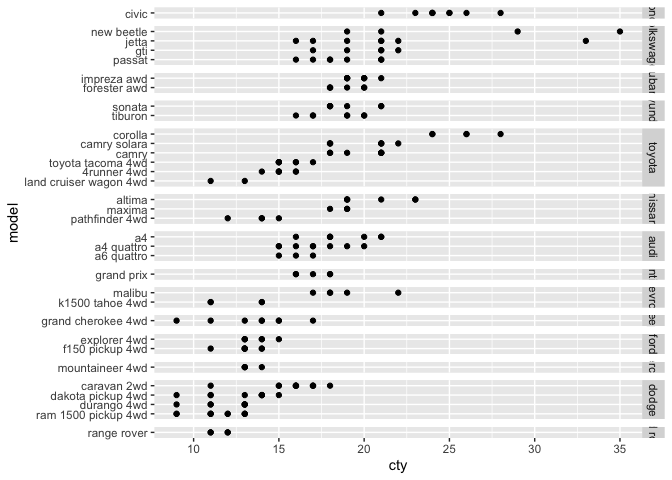 civic
new beetle
jetta
gti
passat
impreza awd
forester awd
sonata
tiburon
corolla
camry solara
camry
toyota tacoma 4wd
4runner 4wd
land cruiser wagon 4wd
toyota
altima
maxima
pathfinder 4wd
a4
a4 quattro
a6 quattro
audi
grand prix
malibu
k1500 tahoe 4wd
grand cherokee 4wd
explorer 4wd
f150 pickup 4wd
ford
mountaineer 4wd
caravan 2wd
dakota pickup 4wd
durango 4wd
ram 1500 pickup 4wd
dodge
range rover
model
10 15 20 25 30 35
cty